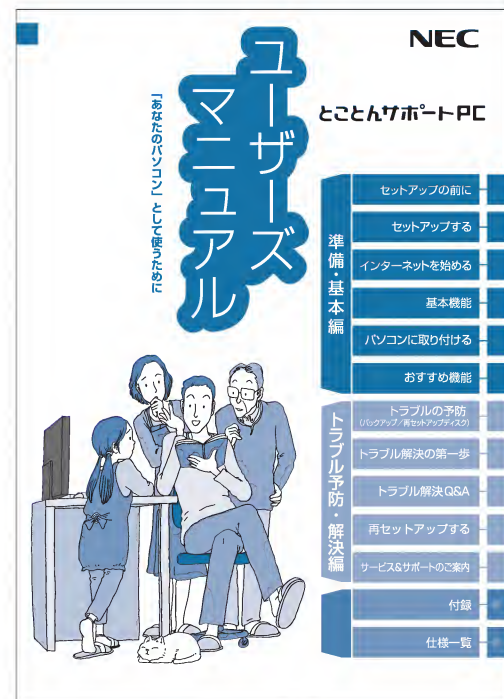 NEC
とことんサポートPC
ユーザーズ
マニュアル
「あなたのパソコン」として使うために
準備・基本編
セットアップの前に
セットアップする
インターネットを始める
基本機能
パソコンに取り付ける
おすすめ機能
トラブル予防・解決編
トラブルの予防
(バックアップ/再セットアップディスク)
トラブル解決の第一歩
トラブル解決Q&A
再セットアップする
サービス&サポートのご案内
付録
仕様一覧